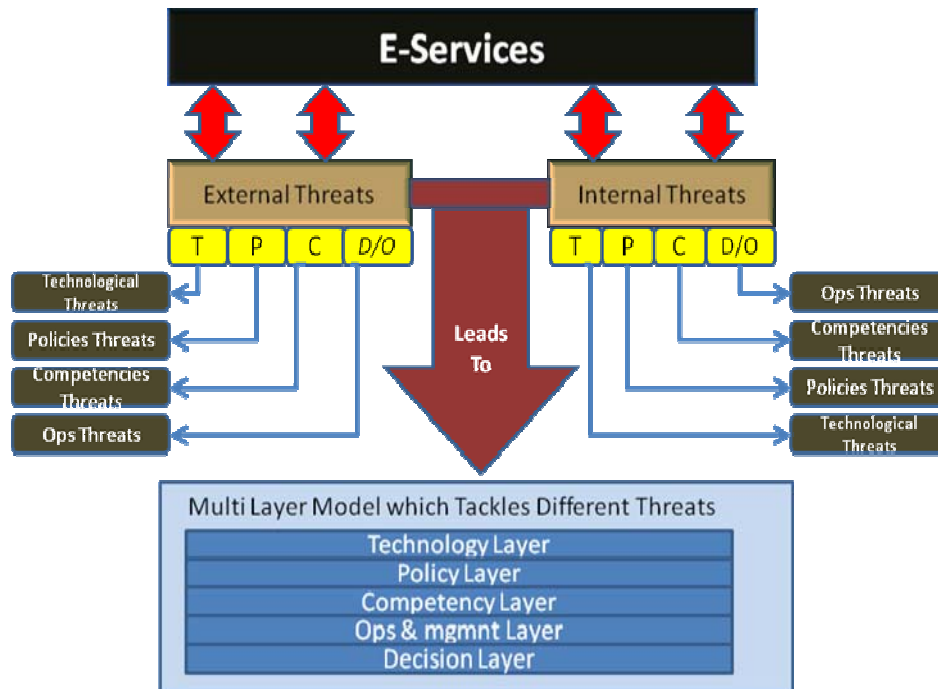 E-Services
External Threats
Internal Threats
T P C D/O
T P C D/O
Technological
Threats
Policies Threats
Competencies
Threats
Ops Threats
Leads
To
Ops Threats
Competencies
Threats
Policies Threats
Technological
Threats
Multi Layer Model which Tackles Different Threats
Technology Layer
Policy Layer
Competency Layer
Ops & mgmnt Layer
Decision Layer